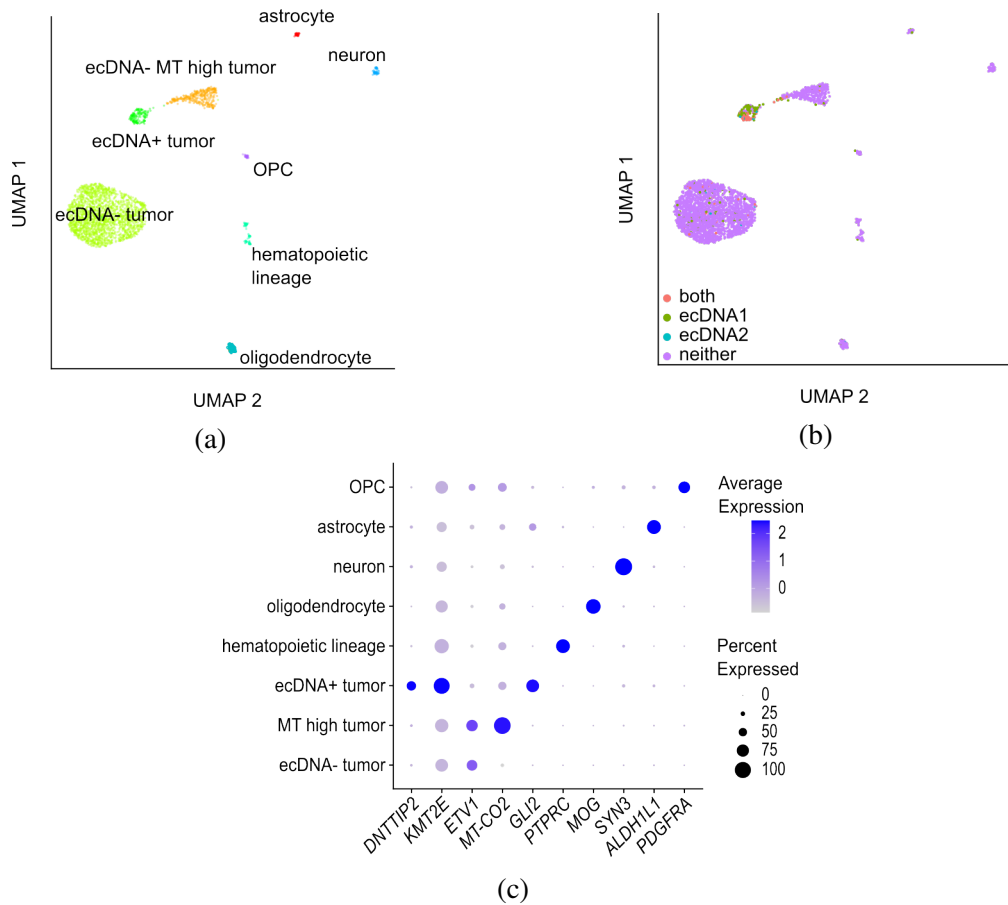 astrocyte
neuron
ecDNA- MT high tumor
ecDNA+ tumor
OPC
ecDNA- tumor
hematopoietic
lineage
oligodendrocyte
UMAP 1
UMAP 2
(a)
UMAP 1
both
ecDNA1
ecDNA2
neither
UMAP 2
(b)
OPC
astrocyte
neuron
oligodendrocyte
hematopoietic lineage
ecDNA+ tumor
MT high tumor
ecDNA- tumor
DNTTIP2
KMT2E
ETV1
MT-CO2
GLI2
PTPRC
MOG
SYN3
ALDH1L1
PDGFRA
Average
Expression
2
1
0
Percent
Expressed
0
25
50
75
100
(c)